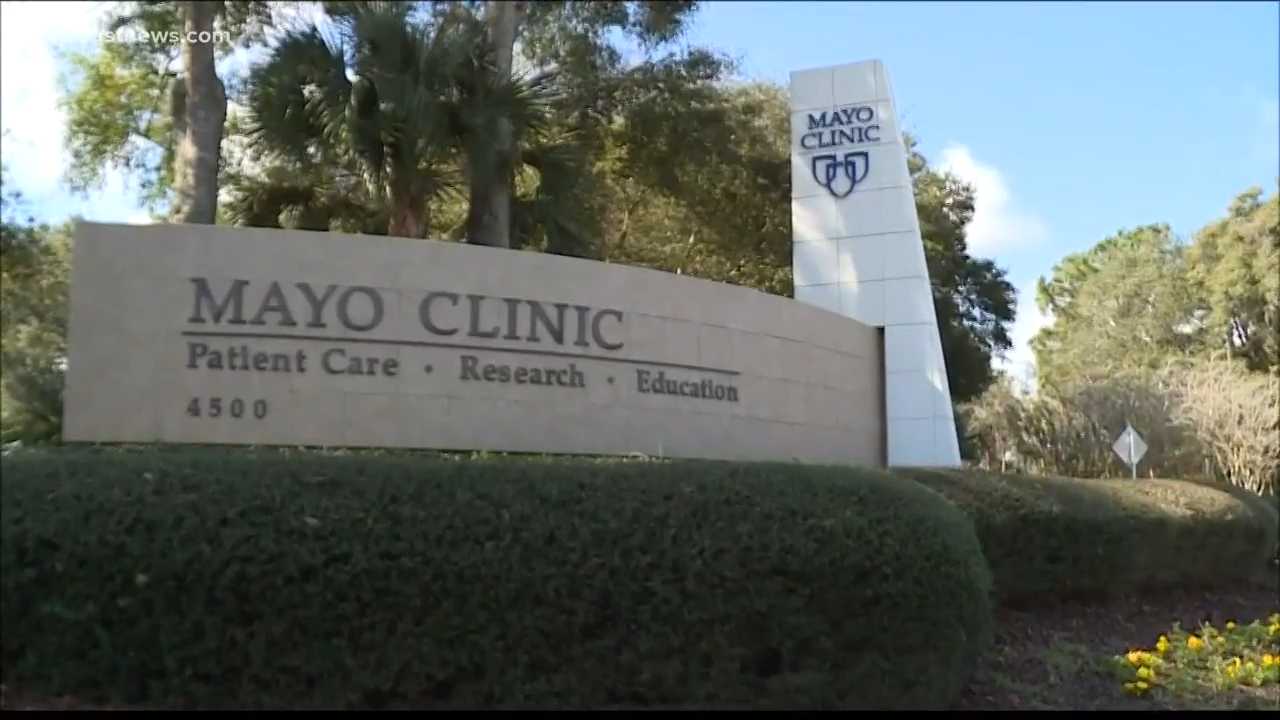 MAYO
CLINIC
MAYO CLINIC
Patient Care · Research · Education
4500